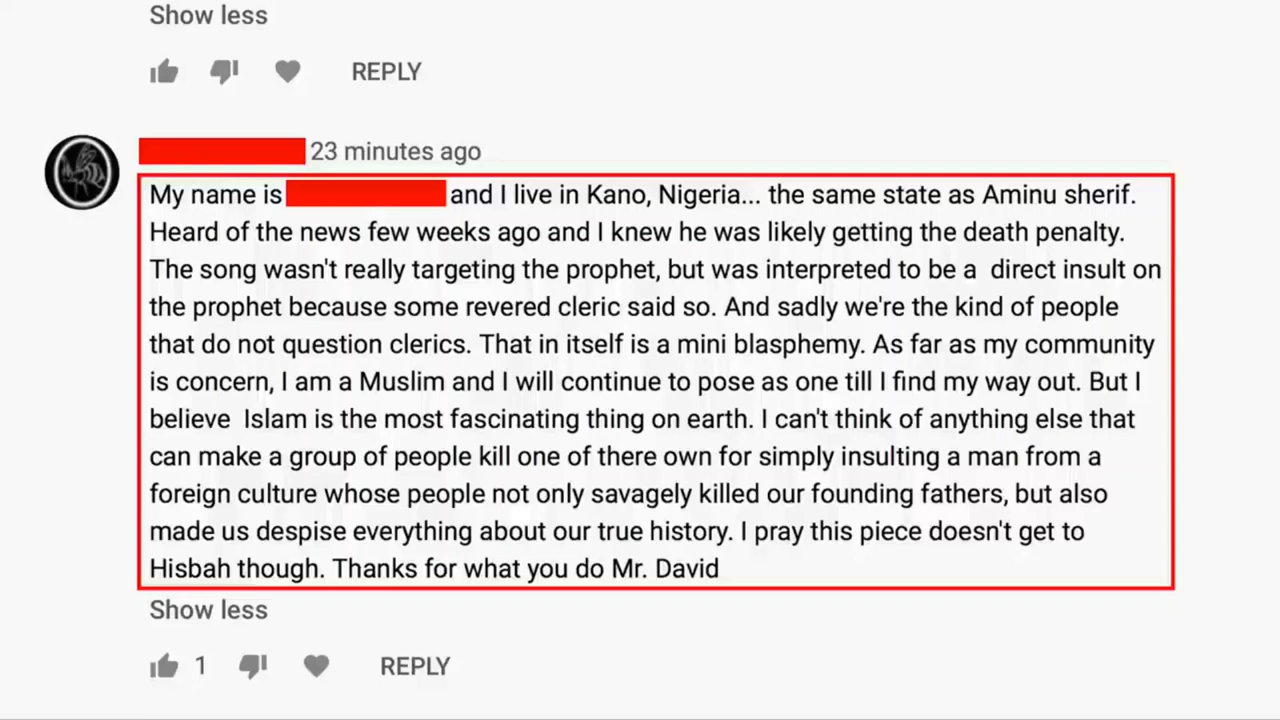 Show less
REPLY
23 minutes ago
My name is and I live in Kano, Nigeria... the same state as Aminu sherif.
Heard of the news few weeks ago and I knew he was likely getting the death penalty.
The song wasn't really targeting the prophet, but was interpreted to be a direct insult on
the prophet because some revered cleric said so. And sadly we're the kind of people
that do not question clerics. That in itself is a mini blasphemy. As far as my community
is concern, I am a Muslim and I will continue to pose as one till I find my way out. But I
believe Islam is the most fascinating thing on earth. I can't think of anything else that
can make a group of people kill one of there own for simply insulting a man from a
foreign culture whose people not only savagely killed our founding fathers, but also
made us despise everything about our true history. I pray this piece doesn't get to
Hisbah though. Thanks for what you do Mr. David
Show less
1 REPLY